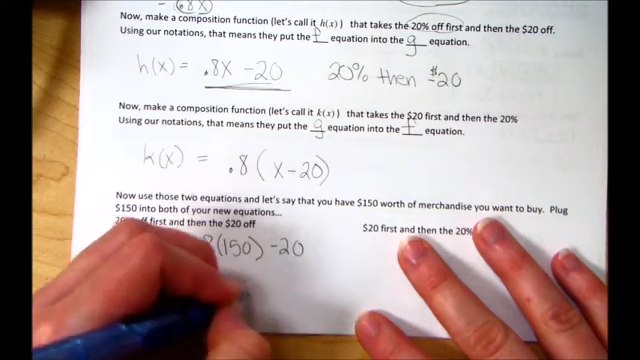 .8x
Now, make a composition function (let's call it h(x) ) that takes the 20% off first and then the $20 off.
Using our notations, that means they put the f equation into the g equation.
h(x) = .8x - 20 20% then -$20
Now, make a composition function (let's call it k(x) ) that takes the $20 first and then the 20%
Using our notations, that means they put the g equation into the f equation.
k(x) = .8 ( x - 20)
Now use those two equations and let's say that you have $150 worth of merchandise you want to buy. Plug
$150 into both of your new equations...
off first and then the $20 off $20 first and then the 20%
8(150) - 20